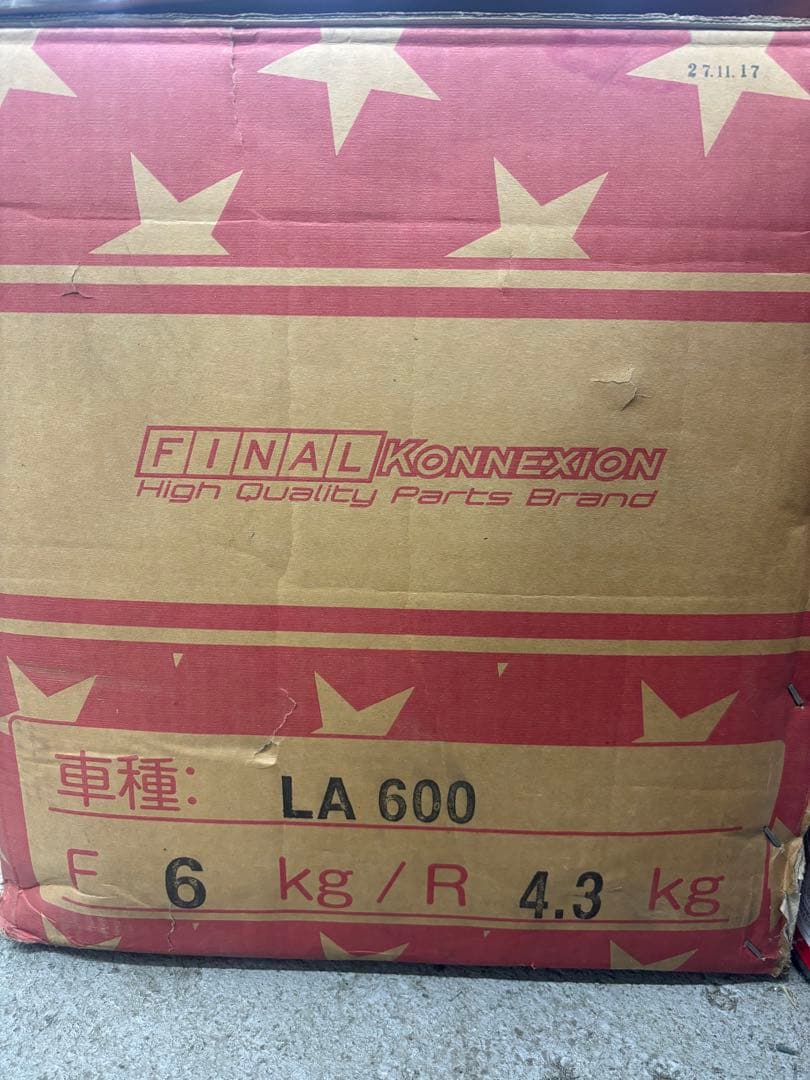 27.11.17
FINAL KONNEXION
High Quality Parts Brand
車種: LA 600
F 6 kg / R 4.3 kg